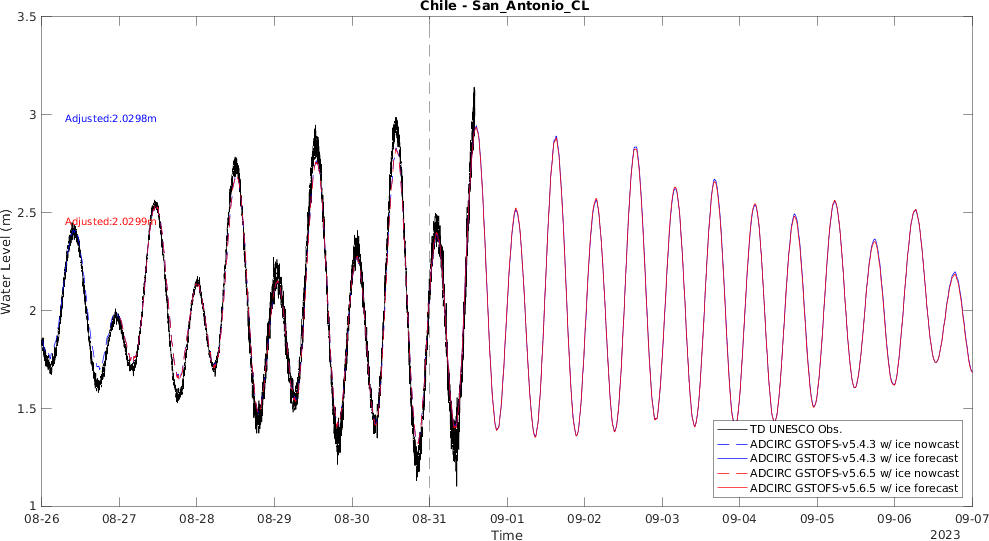 Chile - San_Antonio_CL
3.5
3
2.5
2
1.5
1
Water Level (m)
Adjusted:2.0298m
Adjusted:2.0299m
TD UNESCO Obs.
ADCIRC GSTOFS-v5.4.3 w/ ice nowcast
ADCIRC GSTOFS-v5.4.3 w/ ice forecast
ADCIRC GSTOFS-v5.6.5 w/ ice nowcast
ADCIRC GSTOFS-v5.6.5 w/ ice forecast
08-26 08-27 08-28 08-29 08-30 08-31 09-01 09-02 09-03 09-04 09-05 09-06 09-07
Time
2023